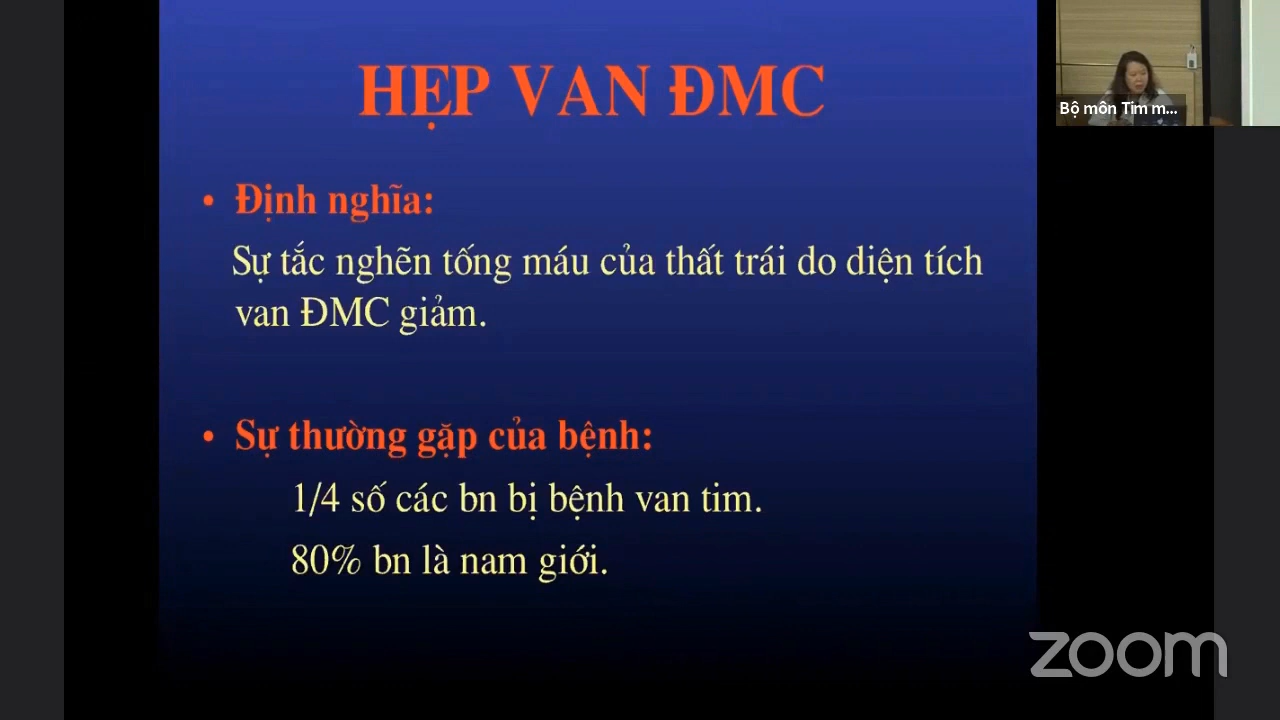 HẸP VAN ĐMC
Bộ môn Tim m...
• Định nghĩa:
Sự tắc nghẽn tống máu của thất trái do diện tích
van ĐMC giảm.
• Sự thường gặp của bệnh:
1/4 số các bn bị bệnh van tim.
80% bn là nam giới.
zoom